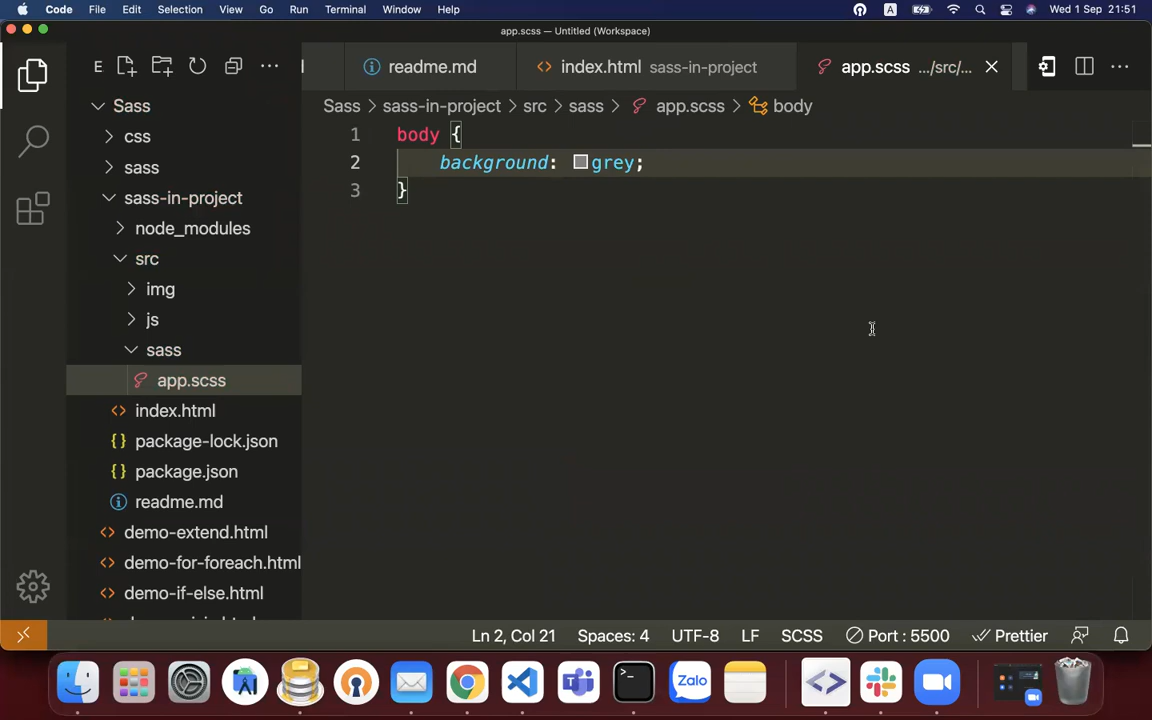 Code File Edit Selection View Go Run Terminal Window Help A Wed 1 Sep 21:51
app.scss — Untitled (Workspace)
E readme.md index.html sass-in-project app.scss .../src/...
Sass > sass-in-project > src > sass > app.scss > body
Sass
css
sass
sass-in-project
node_modules
src
img
js
sass
app.scss
index.html
{} package-lock.json
{} package.json
readme.md
demo-extend.html
demo-for-foreach.html
demo-if-else.html
1 body {
2 background: grey;
3 }
Ln 2, Col 21 Spaces: 4 UTF-8 LF SCSS Port : 5500 Prettier
Zalo